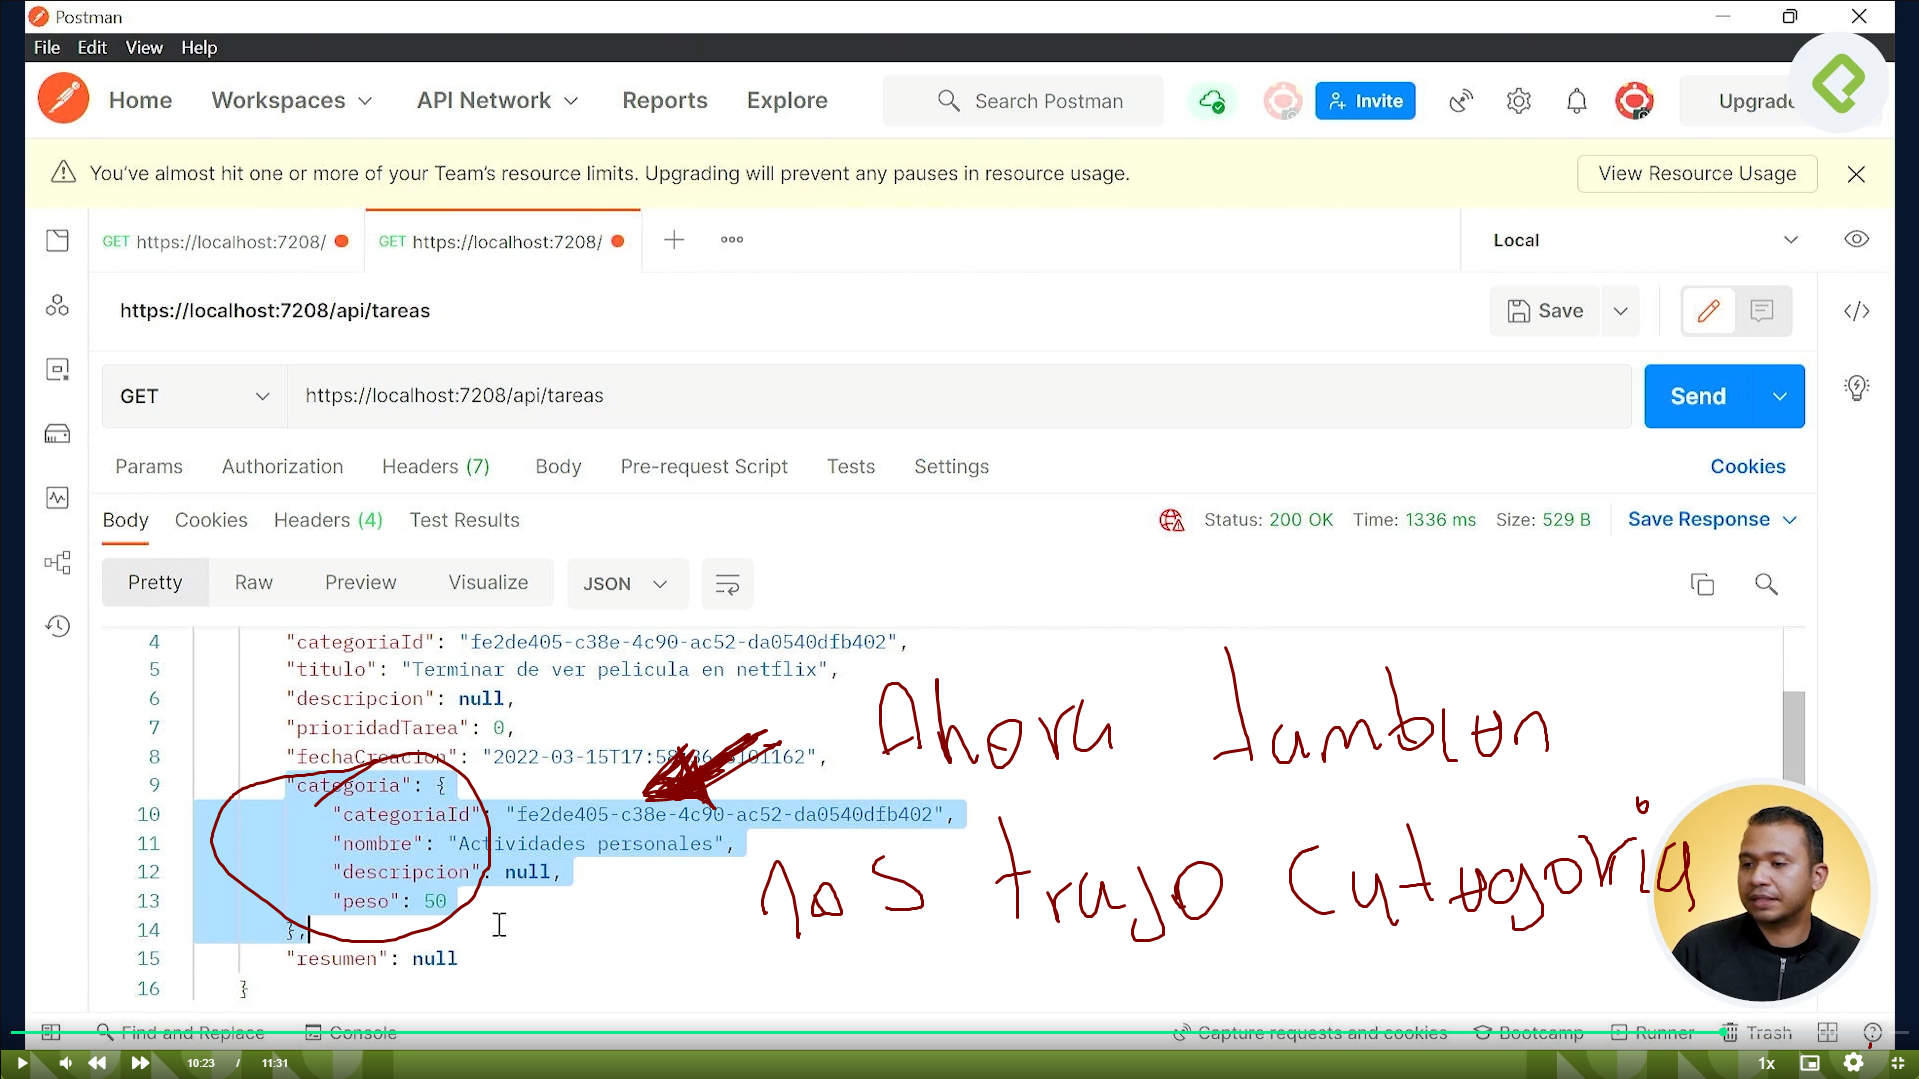 Postman
File Edit View Help
Home Workspaces API Network Reports Explore Search Postman Invite Upgrade
You've almost hit one or more of your Team's resource limits. Upgrading will prevent any pauses in resource usage. View Resource Usage
GET https://localhost:7208/ GET https://localhost:7208/ Local
https://localhost:7208/api/tareas Save
GET https://localhost:7208/api/tareas Send
Params Authorization Headers (7) Body Pre-request Script Tests Settings Cookies
Body Cookies Headers (4) Test Results Status: 200 OK Time: 1336 ms Size: 529 B Save Response
Pretty Raw Preview Visualize JSON
4 "categoriaId": "fe2de405-c38e-4c90-ac52-da0540dfb402",
5 "titulo": "Terminar de ver pelicula en netflix",
6 "descripcion": null,
7 "prioridadTarea": 0,
8 "fechaCreacion":
9 "categoria": {
10 "categoriaId": "fe2de405-c38e-4c90-ac52-da0540dfb402",
11 "nombre": "Actividades personales",
12 "descripcion": null,
13 "peso": 50
14 },
15 "resumen": null
16 }
Ahora tambien
nos trajo categoria
Find and Replace Console Capture requests and cookies Bootcamp Runner Trash
10:23 / 11:31 1x